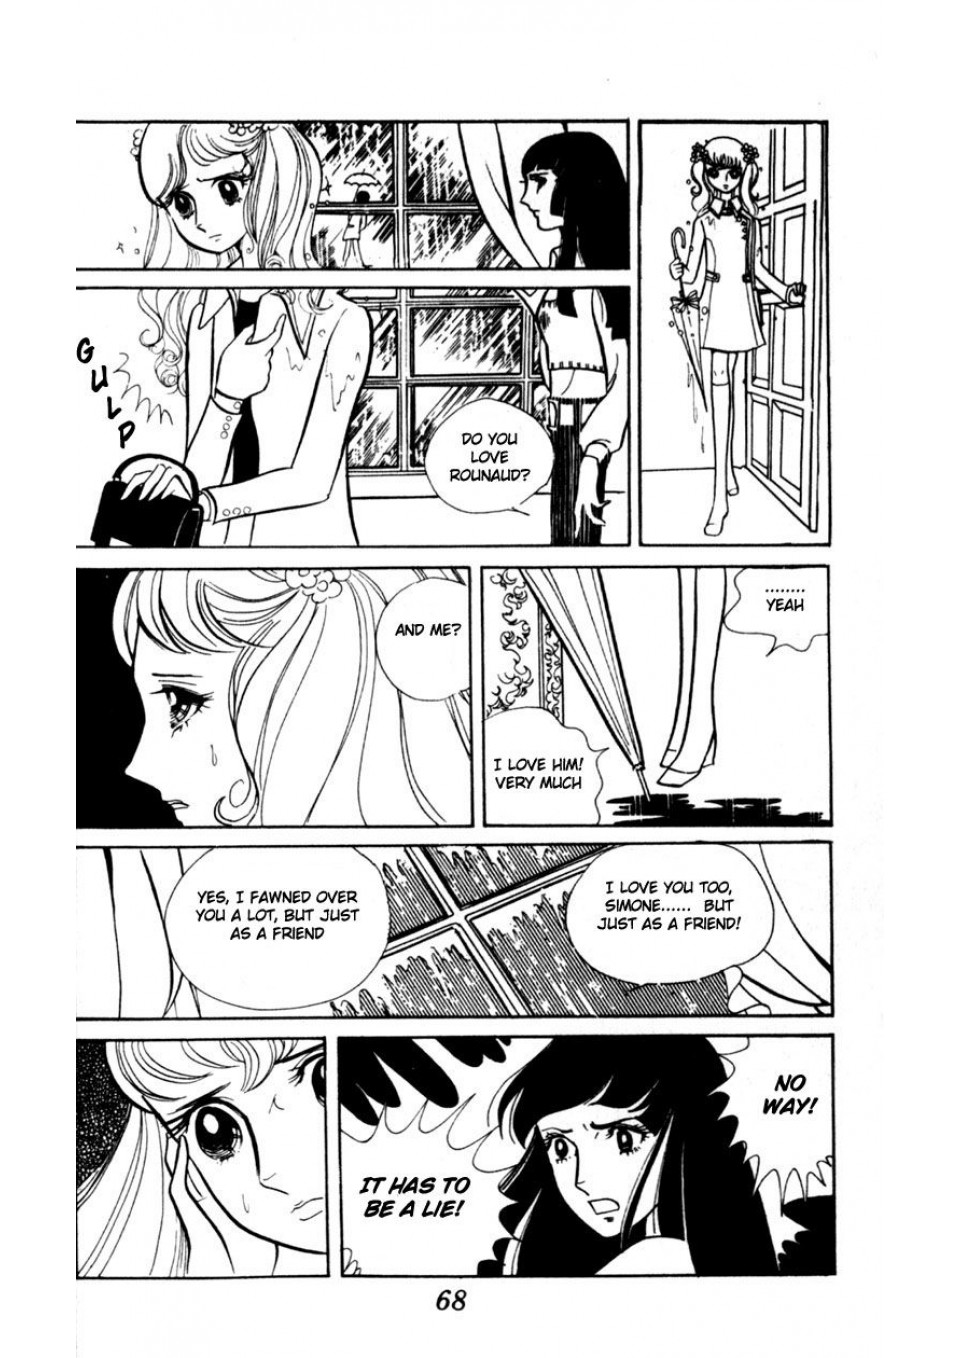 GULP
DO YOU
LOVE
ROUNAUD?
........
YEAH
I LOVE HIM!
VERY MUCH
AND ME?
I LOVE YOU TOO,
SIMONE...... BUT
JUST AS A FRIEND!
YES, I FAWNED OVER
YOU A LOT, BUT JUST
AS A FRIEND
NO
WAY!
IT HAS TO
BE A LIE!
68